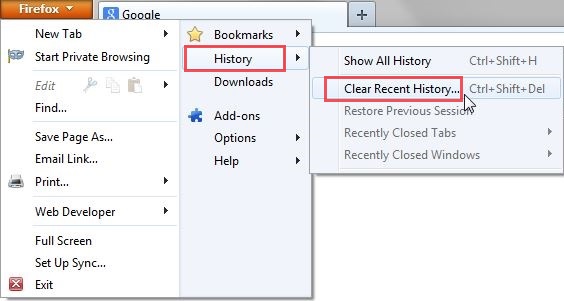 Firefox
Google
New Tab
Start Private Browsing
Edit
Find...
Save Page As...
Email Link...
Print...
Web Developer
Full Screen
Set Up Sync...
Exit
Bookmarks
History
Downloads
Add-ons
Options
Help
Show All History Ctrl+Shift+H
Clear Recent History... Ctrl+Shift+Del
Restore Previous Session
Recently Closed Tabs
Recently Closed Windows